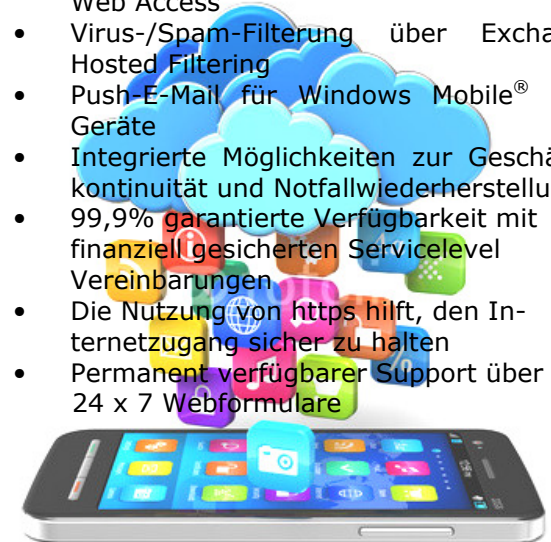 Web Access
• Virus-/Spam-Filterung über Excha
Hosted Filtering
• Push-E-Mail für Windows Mobile®
Geräte
• Integrierte Möglichkeiten zur Geschä
kontinuität und Notfallwiederherstellu
• 99,9% garantierte Verfügbarkeit mit
finanziell gesicherten Servicelevel
Vereinbarungen
• Die Nutzung von https hilft, den In-
ternetzugang sicher zu halten
• Permanent verfügbarer Support über
24 x 7 Webformulare